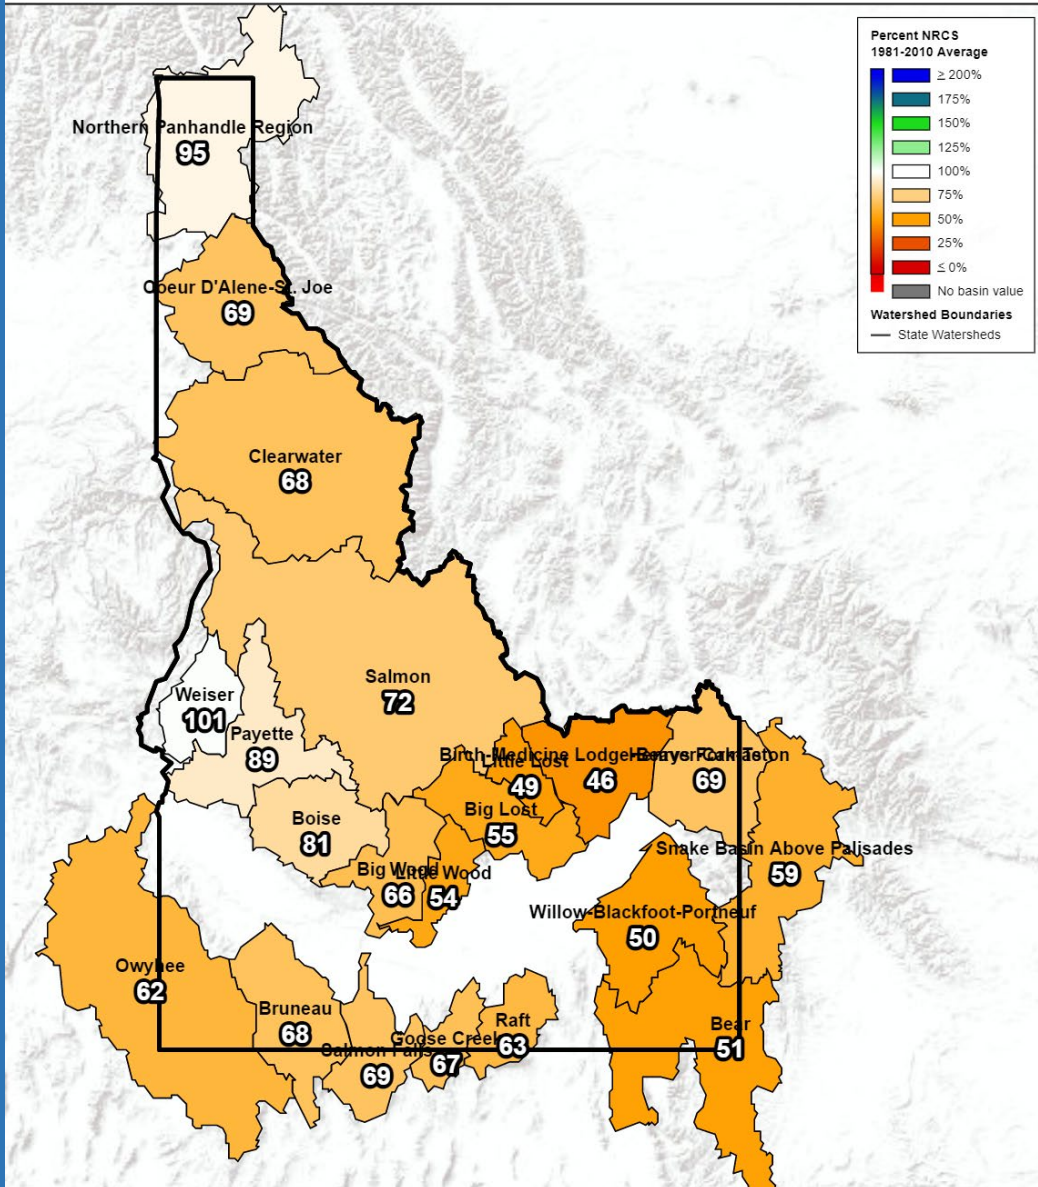 Percent NRCS
1981-2010 Average
≥ 200%
175%
150%
125%
100%
75%
50%
25%
≤ 0%
No basin value
Watershed Boundaries
State Watersheds
Northern Panhandle Region
95
Coeur D'Alene-St. Joe
69
Clearwater
68
Salmon
72
Weiser
101
Payette
89
Birch-Medicine Lodge-Beaver-Camas
46
Little Lost
49
69
Big Lost
55
Boise
81
Snake Basin Above Palisades
59
Big Wood
66
Little Wood
54
Willow-Blackfoot-Portneuf
50
Owyhee
62
Bruneau
68
Salmon Falls
69
Goose Creek
67
Raft
63
Bear
51